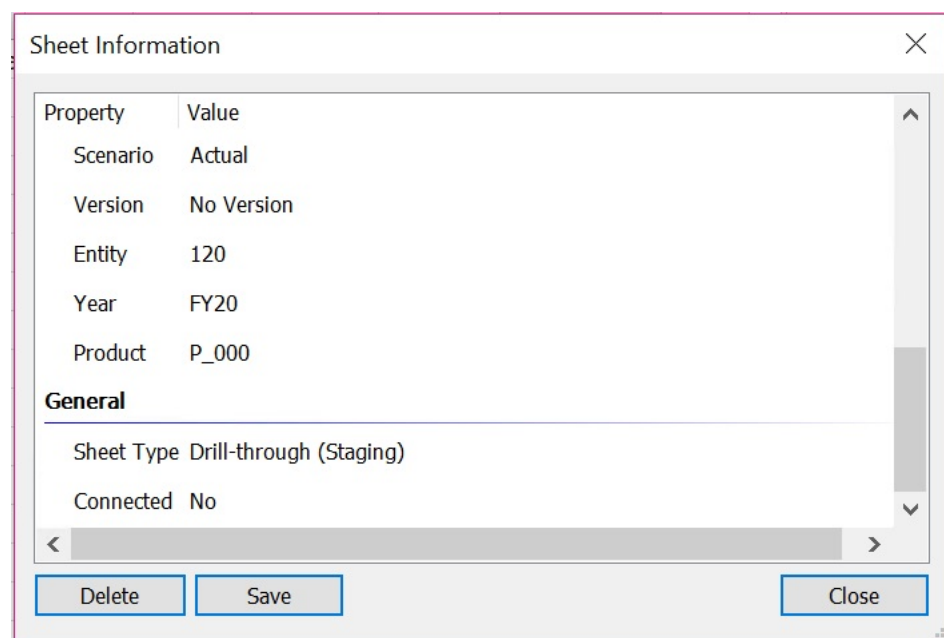 Sheet Information
Property Value
Scenario Actual
Version No Version
Entity 120
Year FY20
Product P_000
General
Sheet Type Drill-through (Staging)
Connected No
Delete Save Close